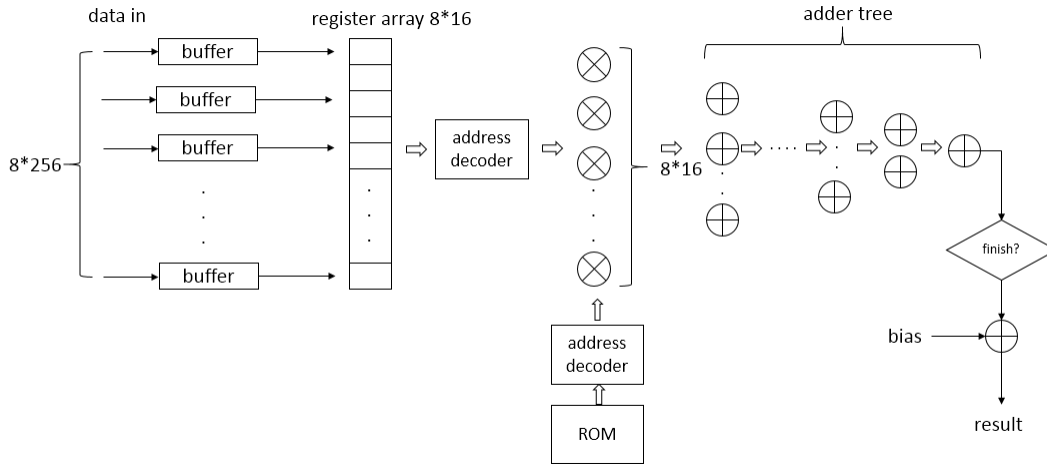 data in
register array 8*16
adder tree
buffer
buffer
buffer
buffer
8*256
address
decoder
8*16
finish?
address
decoder
bias
ROM
result